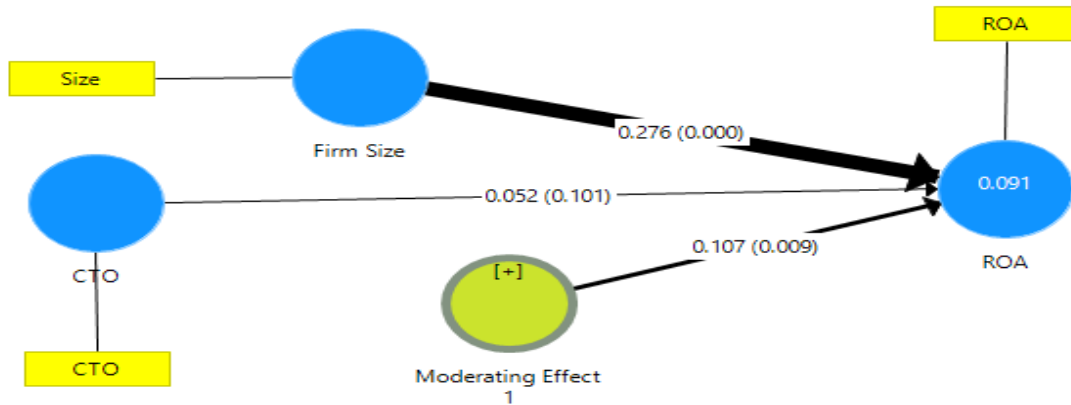 ROA
Size
0.276 (0.000)
Firm Size
0.091
0.052 (0.101)
0.107 (0.009)
ROA
CTO
[+]
CTO
Moderating Effect
1